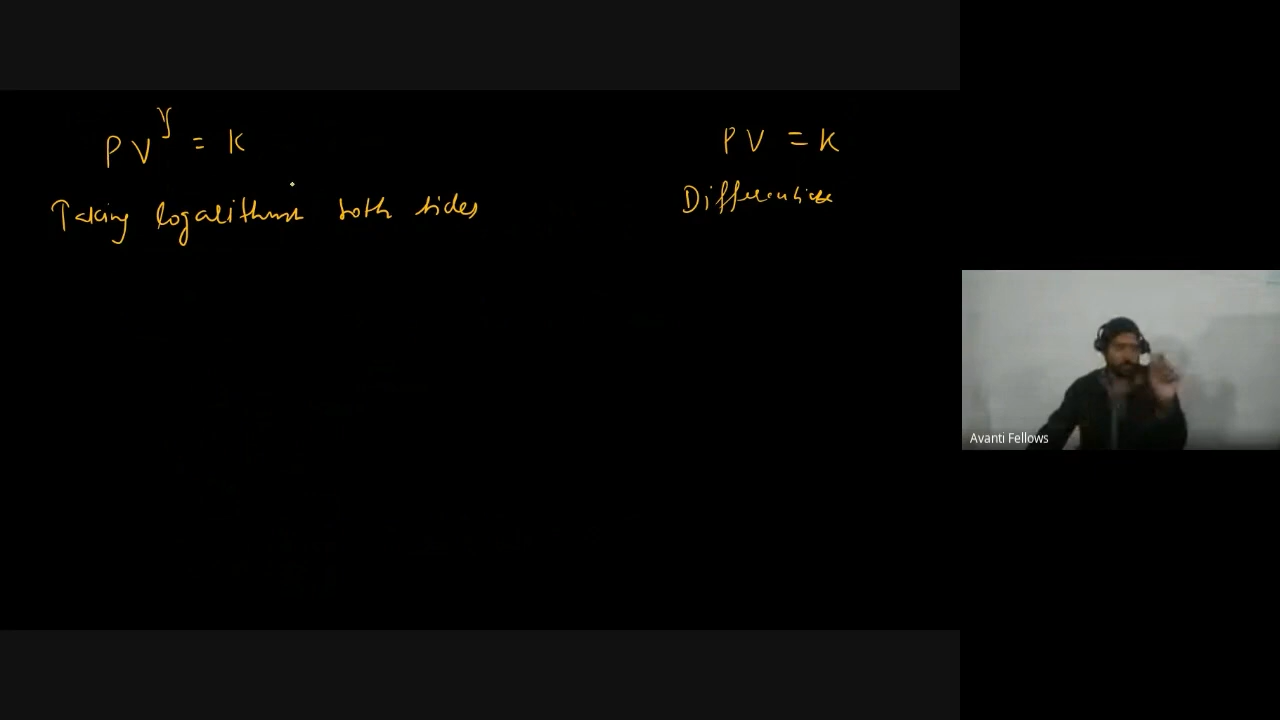 PV^γ = K
Taking logarithm both sides
PV = K
Differentiate
Avanti Fellows